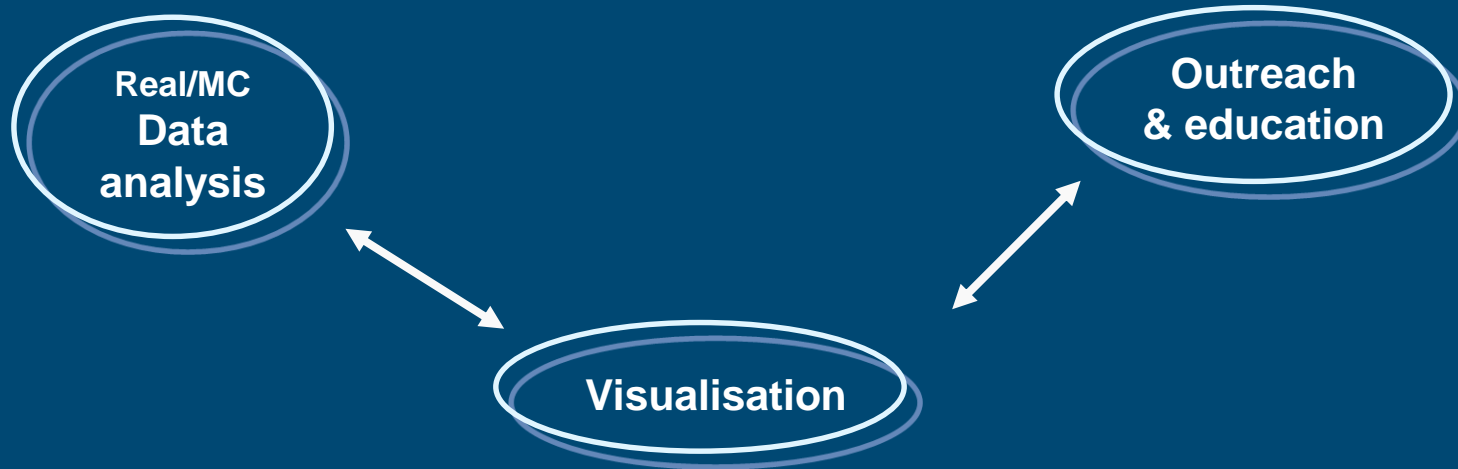 Real/MC
Data
analysis
Outreach
& education
Visualisation